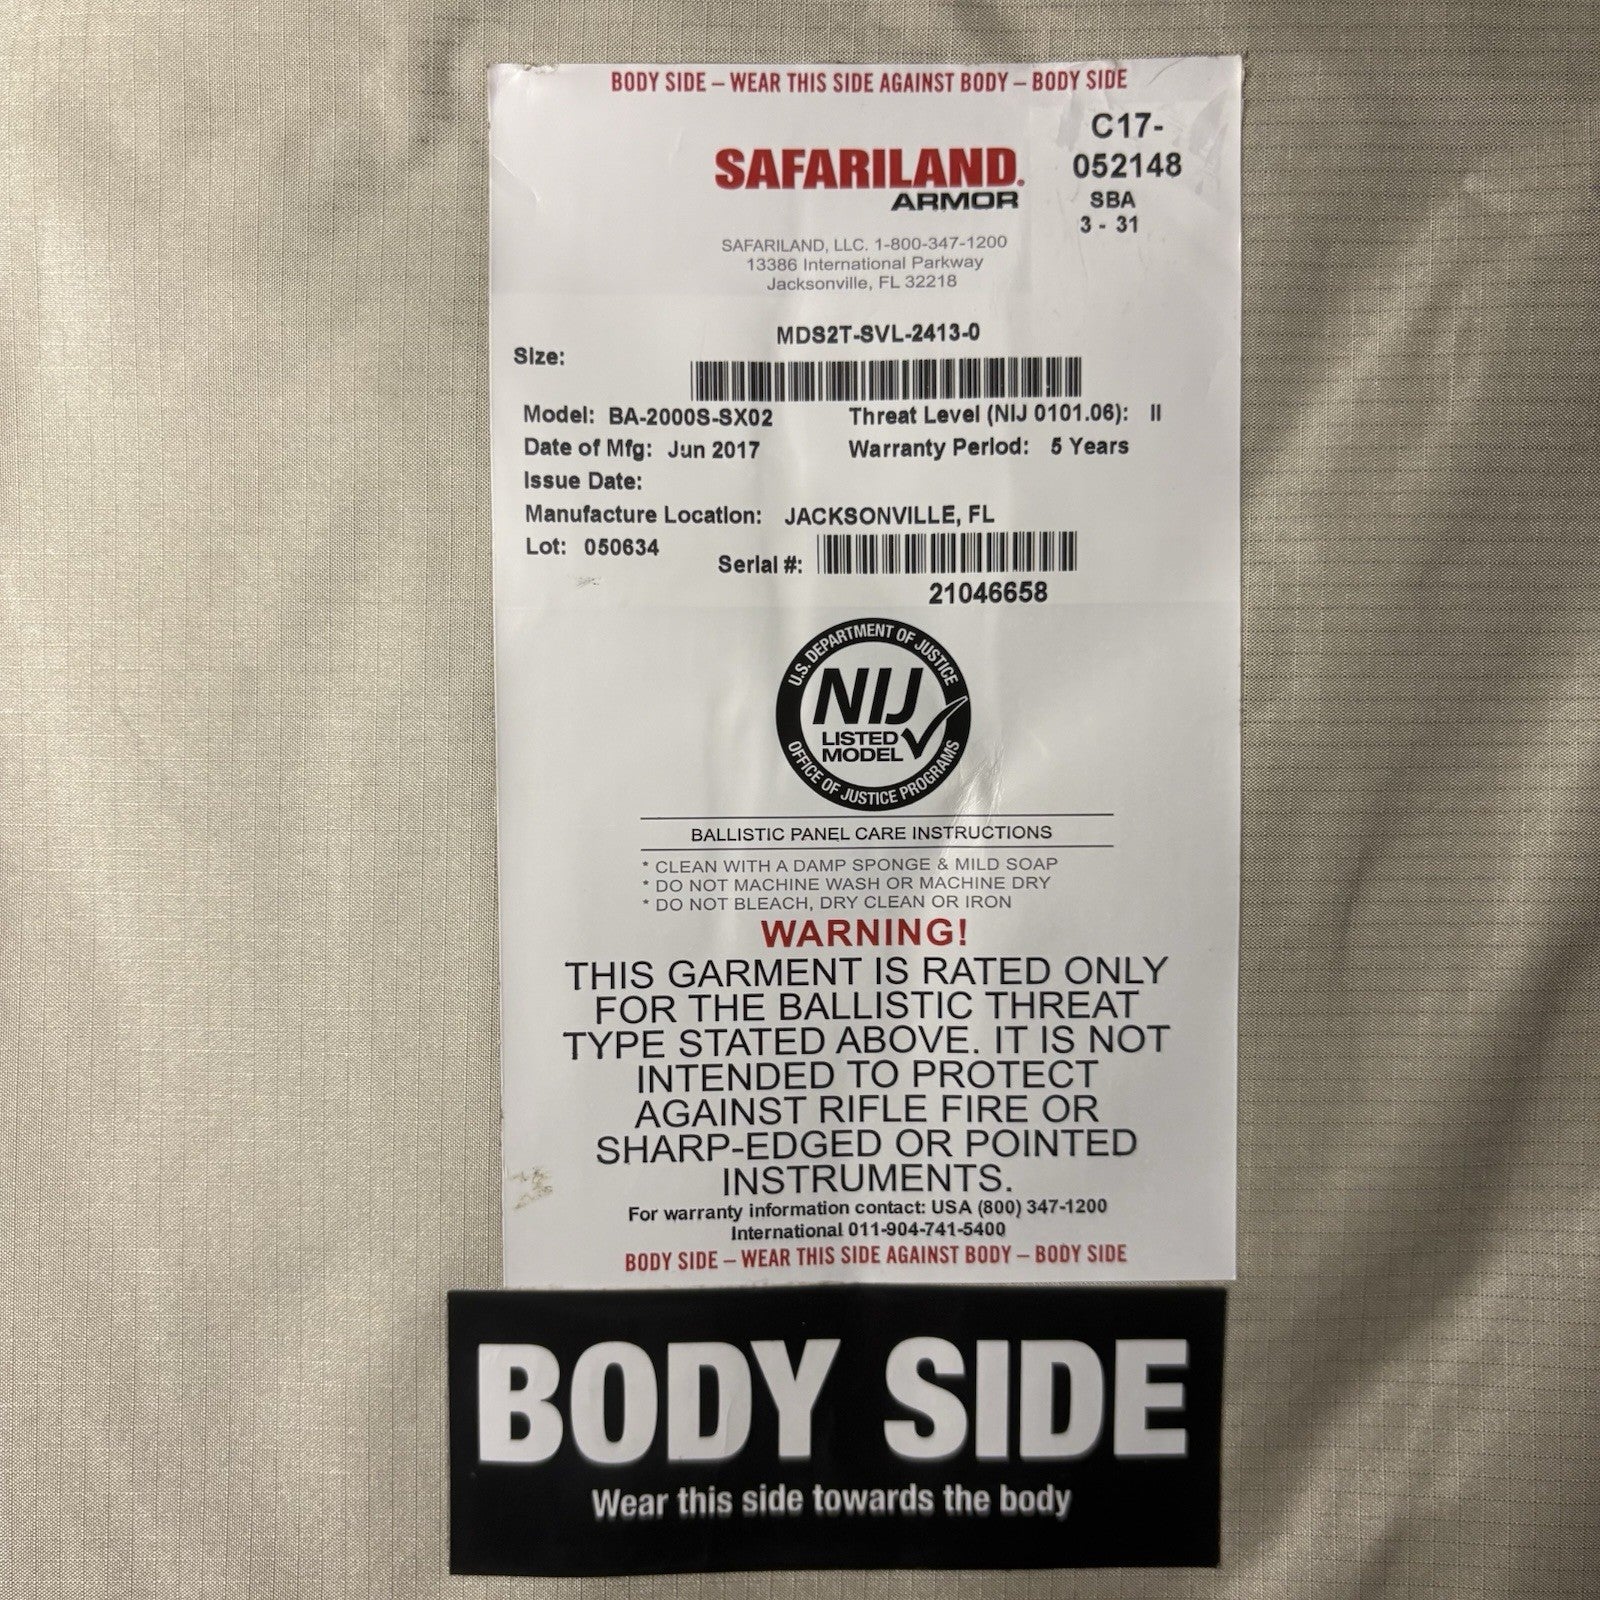 BODY SIDE – WEAR THIS SIDE AGAINST BODY – BODY SIDE
C17-
052148
SBA
3 - 31
SAFARILAND.
ARMOR
SAFARILAND, LLC. 1-800-347-1200
13386 International Parkway
Jacksonville, FL 32218
MDS2T-SVL-2413-0
Size:
Model: BA-2000S-SX02 Threat Level (NIJ 0101.06): II
Date of Mfg: Jun 2017 Warranty Period: 5 Years
Issue Date:
Manufacture Location: JACKSONVILLE, FL
Lot: 050634
Serial #:
21046658
U.S. DEPARTMENT OF JUSTICE
NIJ
LISTED
MODEL
OFFICE OF JUSTICE PROGRAMS
BALLISTIC PANEL CARE INSTRUCTIONS
* CLEAN WITH A DAMP SPONGE & MILD SOAP
* DO NOT MACHINE WASH OR MACHINE DRY
* DO NOT BLEACH, DRY CLEAN OR IRON
WARNING!
THIS GARMENT IS RATED ONLY
FOR THE BALLISTIC THREAT
TYPE STATED ABOVE. IT IS NOT
INTENDED TO PROTECT
AGAINST RIFLE FIRE OR
SHARP-EDGED OR POINTED
INSTRUMENTS.
For warranty information contact: USA (800) 347-1200
International 011-904-741-5400
BODY SIDE – WEAR THIS SIDE AGAINST BODY – BODY SIDE
BODY SIDE
Wear this side towards the body